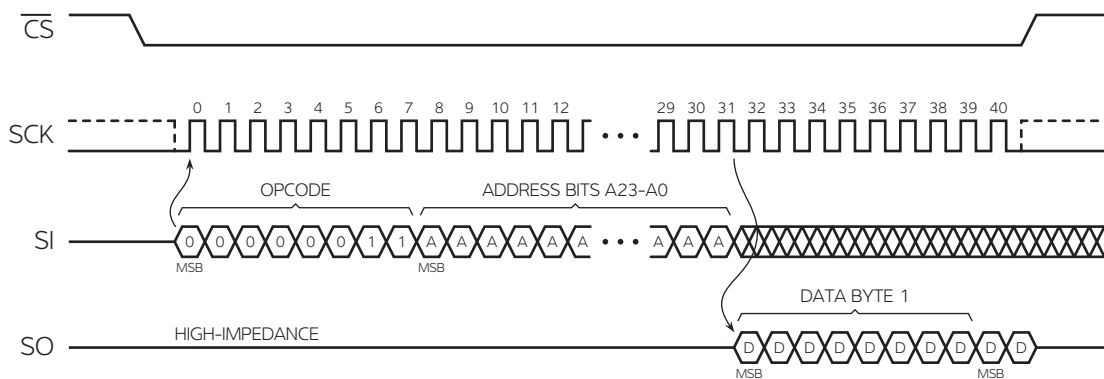 CS
0 1 2 3 4 5 6 7 8 9 10 11 12 29 30 31 32 33 34 35 36 37 38 39 40
SCK
OPCODE ADDRESS BITS A23-A0
SI 0 0 0 0 0 0 1 1 A A A A A A A A A
MSB MSB
DATA BYTE 1
HIGH-IMPEDANCE
SO D D D D D D D D D D
MSB MSB